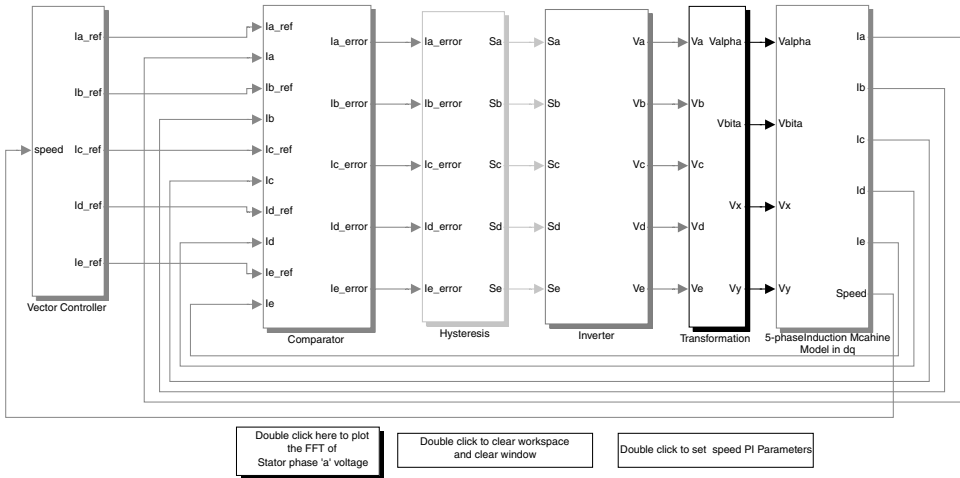 speed
Ia_ref
Ib_ref
Ic_ref
Id_ref
Ie_ref
Vector Controller
Ia_ref
Ia
Ib_ref
Ib
Ic_ref
Ic
Id_ref
Id
Ie_ref
Ie
Ia_error
Ib_error
Ic_error
Id_error
Ie_error
Comparator
Ia_error
Ib_error
Ic_error
Id_error
Ie_error
Sa
Sb
Sc
Sd
Se
Hysteresis
Sa
Sb
Sc
Sd
Se
Va
Vb
Vc
Vd
Ve
Inverter
Va
Vb
Vc
Vd
Ve
Valpha
Vbita
Vx
Vy
Transformation
Valpha
Vbita
Vx
Vy
Ia
Ib
Ic
Id
Ie
Speed
5-phaseInduction Mcahine
Model in dq
Double click here to plot
the FFT of
Stator phase 'a' voltage
Double click to clear workspace
and clear window
Double click to set speed PI Parameters